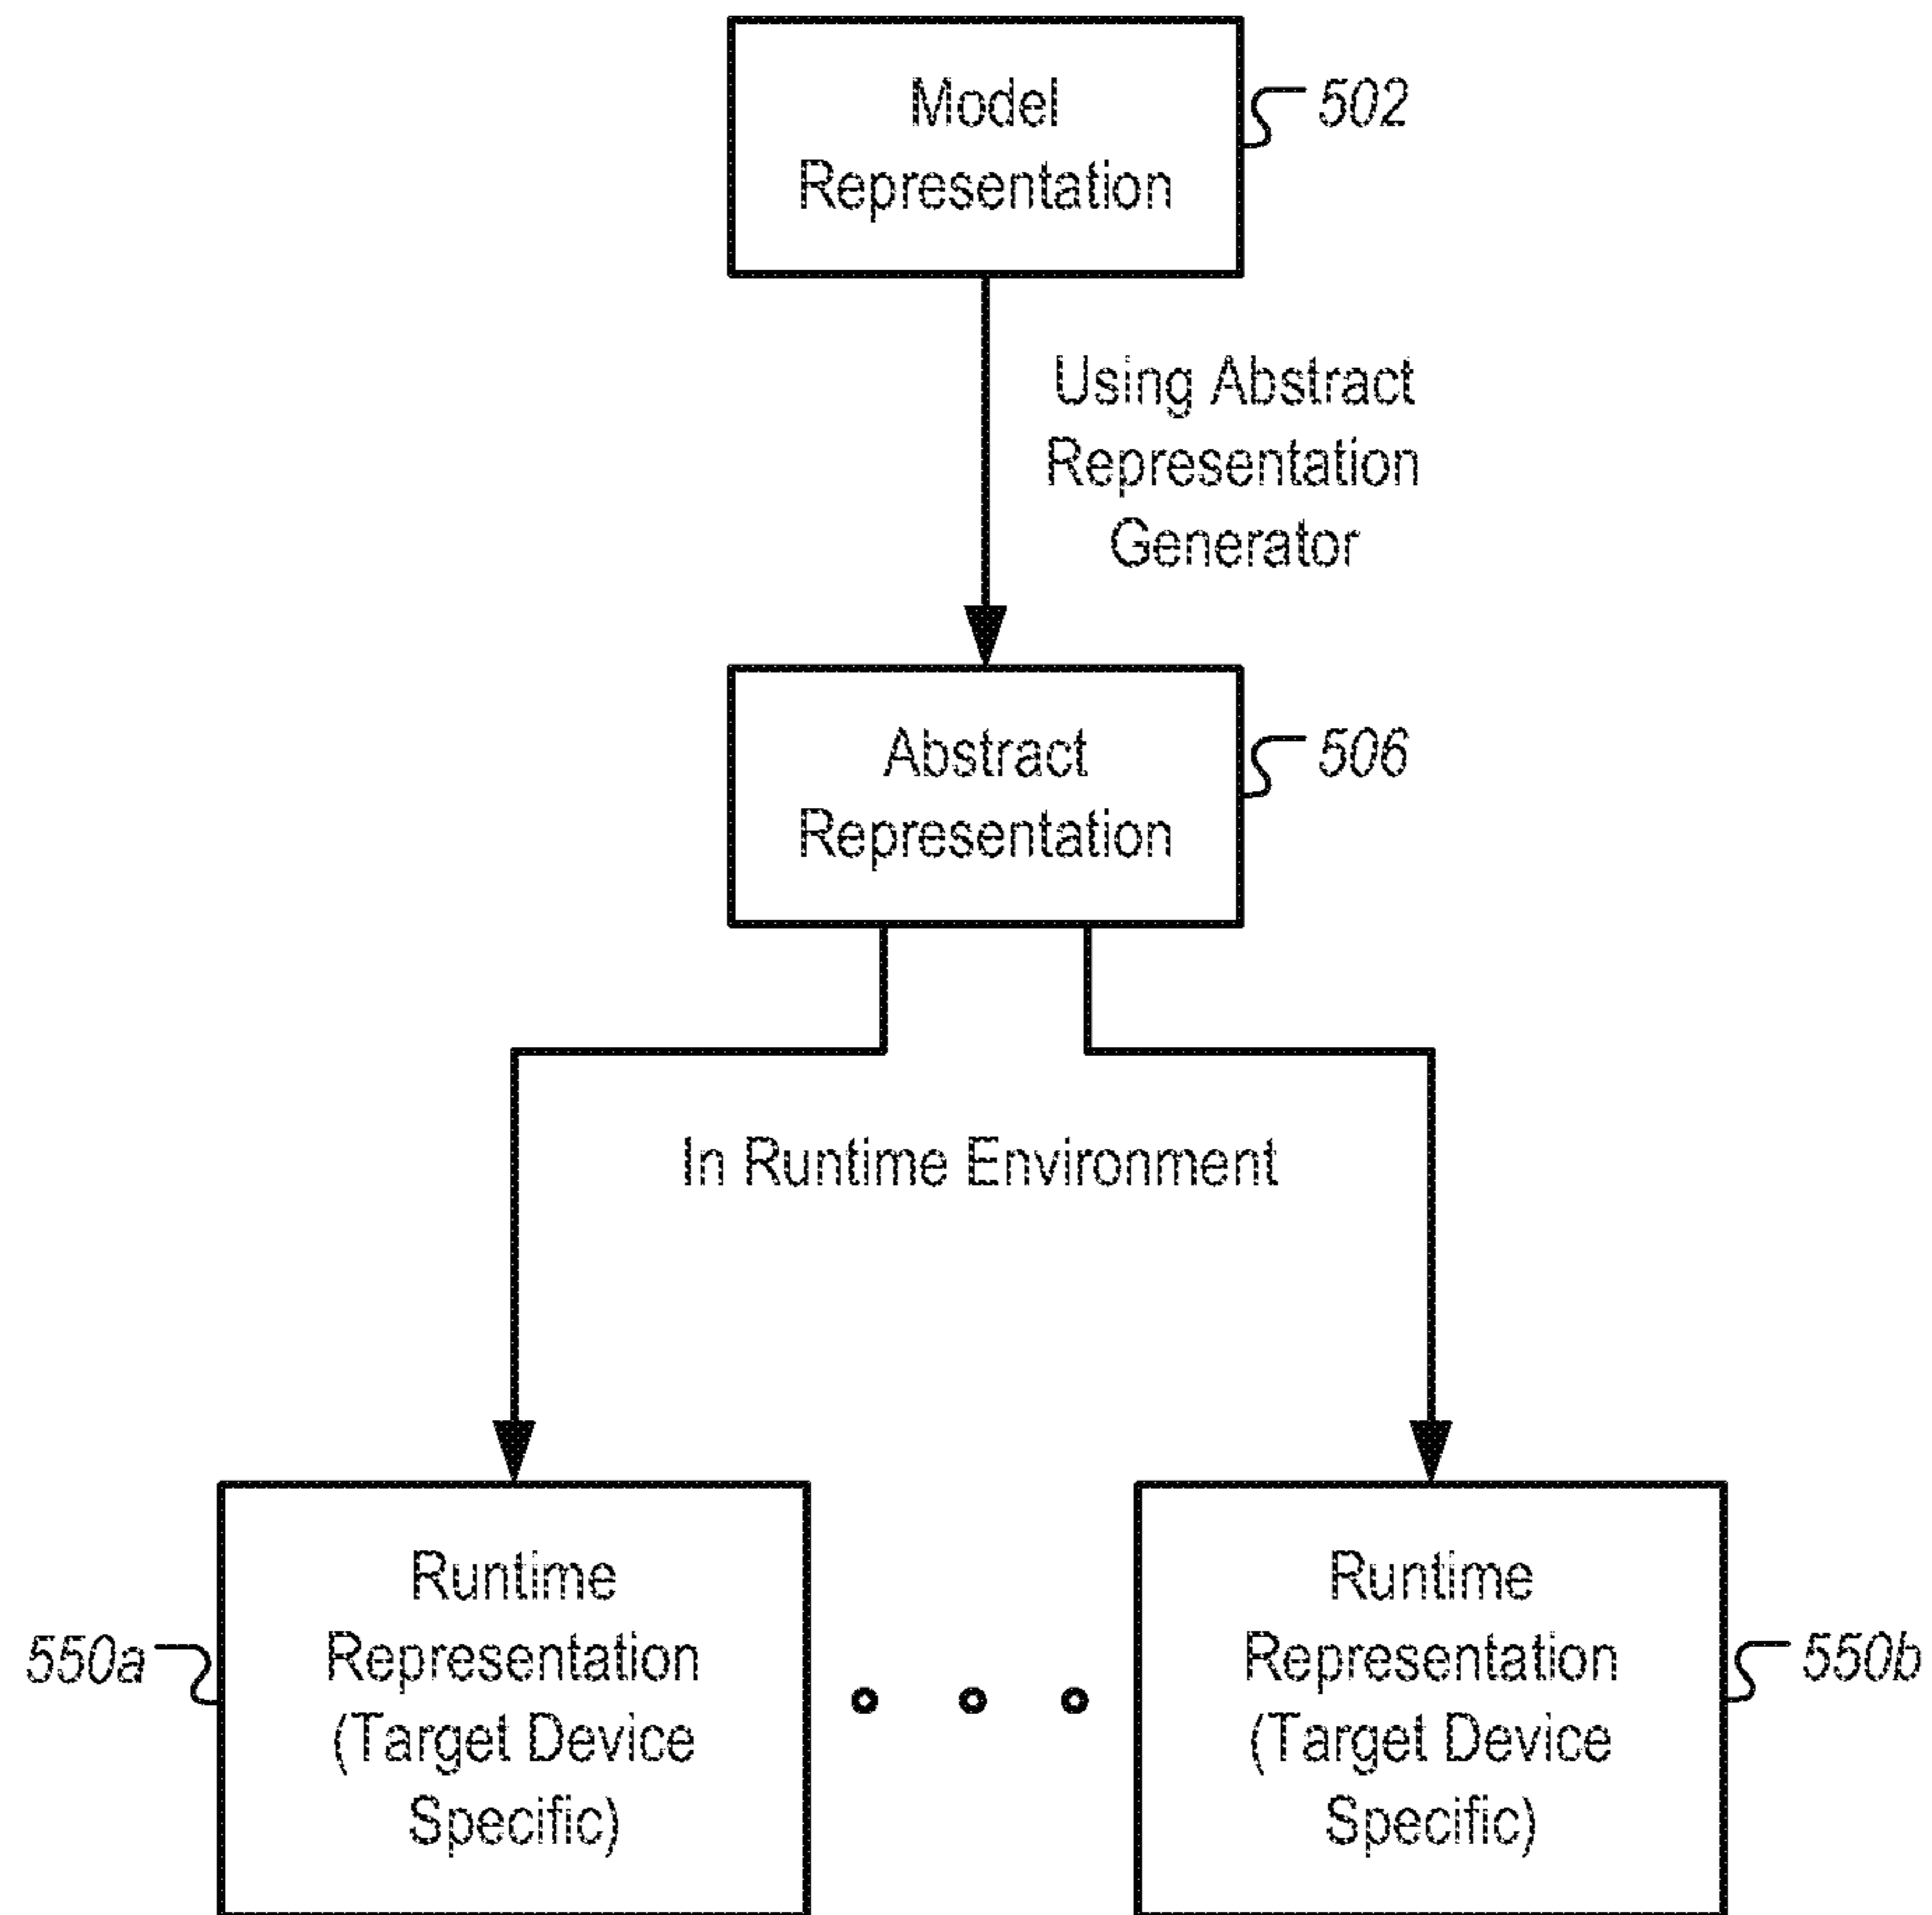 Model
Representation
502
Using Abstract
Representation
Generator
Abstract
Representation
506
In Runtime Environment
550a
Runtime
Representation
(Target Device
Specific)
Runtime
Representation
(Target Device
Specific)
550b